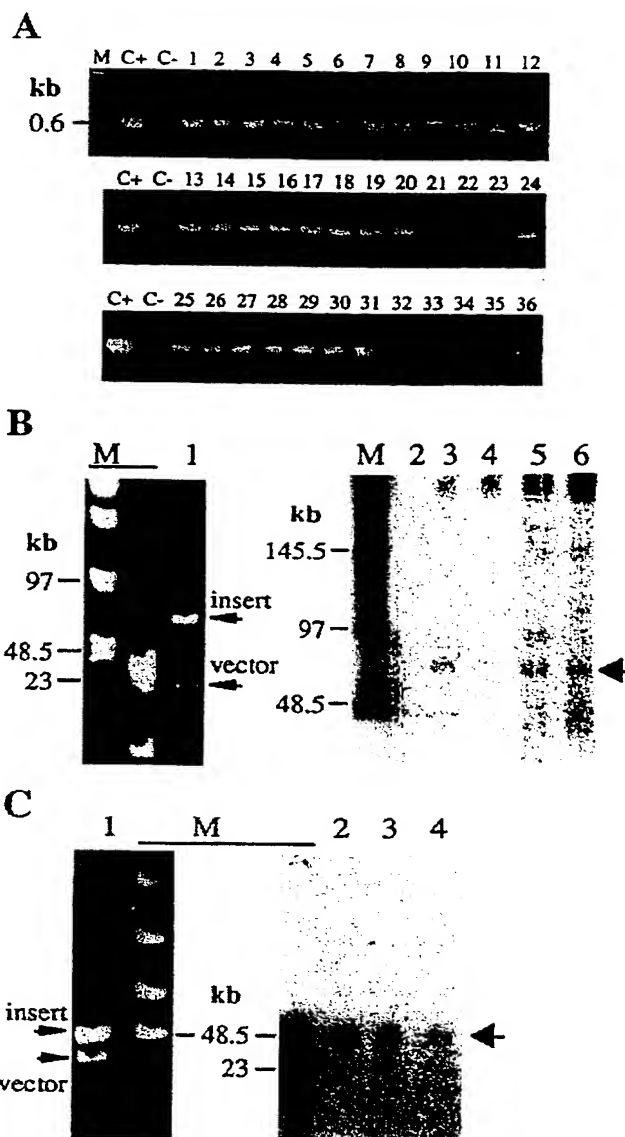 A
M C+ C- 1 2 3 4 5 6 7 8 9 10 11 12
kb
0.6
C+ C- 13 14 15 16 17 18 19 20 21 22 23 24
C+ C- 25 26 27 28 29 30 31 32 33 34 35 36
B
M 1
kb
97
48.5
23
insert
vector
M 2 3 4 5 6
kb
145.5
97
48.5
C
1 M 2 3 4
insert
vector
kb
48.5
23